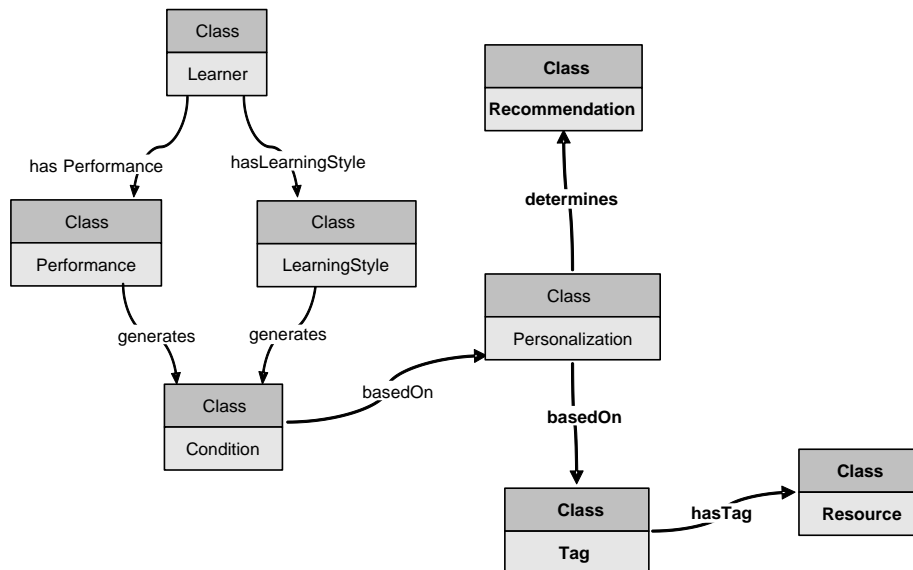 Class
Learner
has Performance
hasLearningStyle
Class
Performance
Class
LearningStyle
generates
generates
Class
Condition
basedOn
Class
Recommendation
determines
Class
Personalization
basedOn
Class
Tag
hasTag
Class
Resource